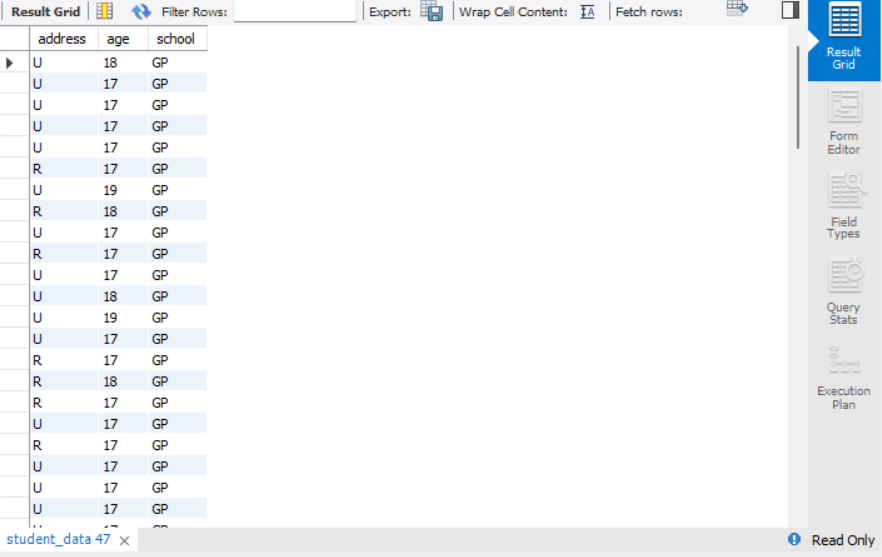 Result Grid Filter Rows: Export: Wrap Cell Content: Fetch rows:
address age school
U 18 GP
U 17 GP
U 17 GP
U 17 GP
U 17 GP
R 17 GP
U 19 GP
R 18 GP
U 17 GP
R 17 GP
U 17 GP
U 18 GP
U 19 GP
U 17 GP
R 17 GP
R 18 GP
R 17 GP
U 17 GP
R 17 GP
U 17 GP
U 17 GP
U 17 GP
Result
Grid
Form
Editor
Field
Types
Query
Stats
Execution
Plan
student_data 47
Read Only